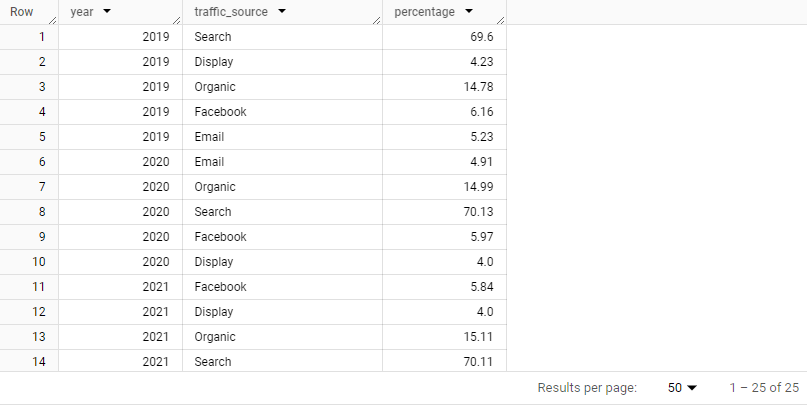 Row year traffic_source percentage
1 2019 Search 69.6
2 2019 Display 4.23
3 2019 Organic 14.78
4 2019 Facebook 6.16
5 2019 Email 5.23
6 2020 Email 4.91
7 2020 Organic 14.99
8 2020 Search 70.13
9 2020 Facebook 5.97
10 2020 Display 4.0
11 2021 Facebook 5.84
12 2021 Display 4.0
13 2021 Organic 15.11
14 2021 Search 70.11
Results per page: 50 1 – 25 of 25